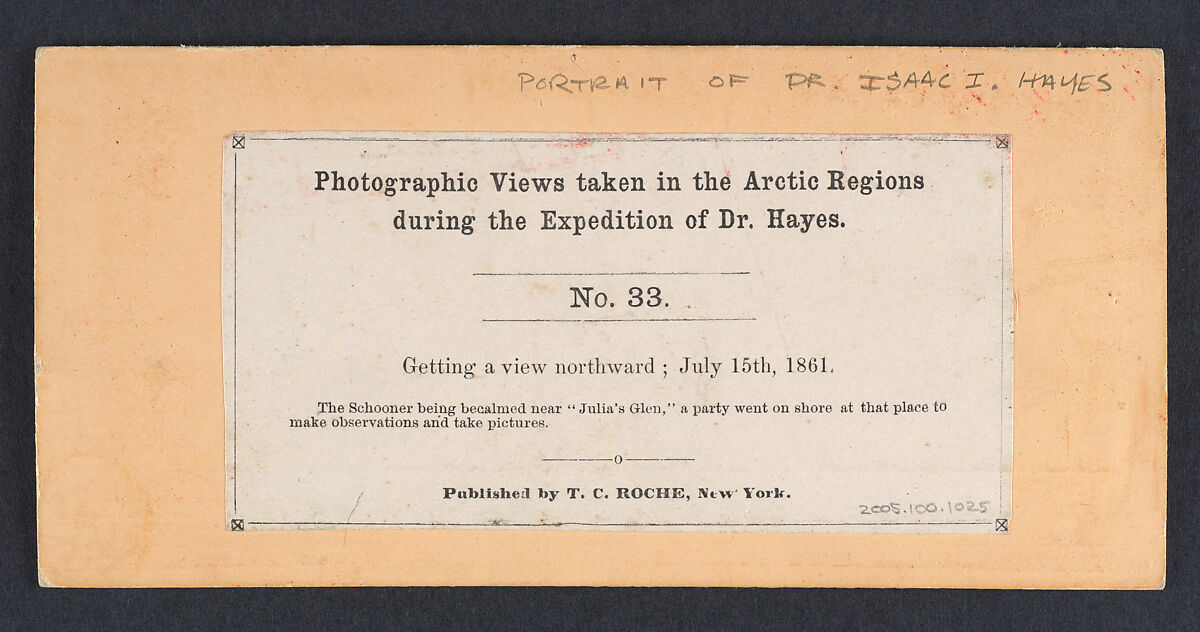 PORTRAIT OF DR. ISAAC I. HAYES
Photographic Views taken in the Arctic Regions
during the Expedition of Dr. Hayes.
No. 33.
Getting a view northward ; July 15th, 1861.
The Schooner being becalmed near "Julia's Glen," a party went on shore at that place to
make observations and take pictures.
o
Published by T. C. ROCHE, New York.
2005.100.1025